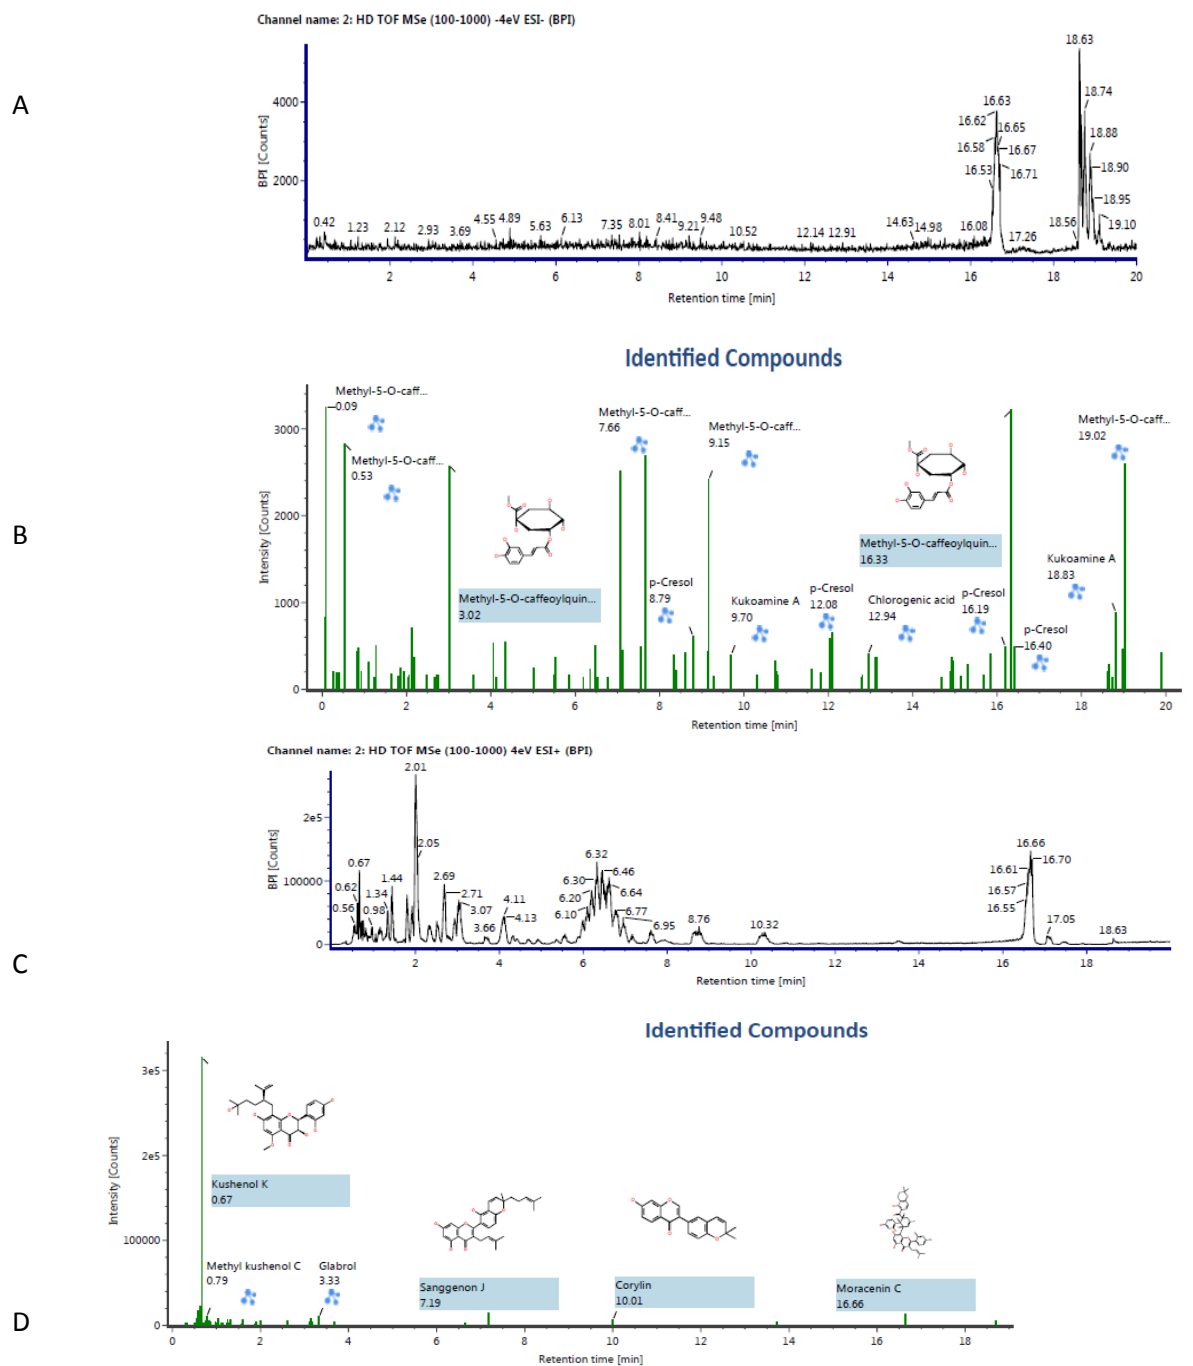 Channel name: 2: HD TOF MSe (100-1000) -4eV ESI- (BPI)
A
BPI [Counts]
4000
2000
0.42
1.23
2.12
2.93
3.69
4.55
4.89
5.63
6.13
7.35
8.01
8.41
9.21
9.48
10.52
12.14
12.91
14.63
14.98
16.08
16.53
16.58
16.62
16.63
16.65
16.67
16.71
17.26
18.56
18.63
18.74
18.88
18.90
18.95
19.10
2 4 6 8 10 12 14 16 18 20
Retention time [min]
Identified Compounds
B
Intensity [Counts]
3000
2000
1000
0
Methyl-5-O-caff...
0.09
Methyl-5-O-caff...
0.53
Methyl-5-O-caffeoylquin...
3.02
Methyl-5-O-caff...
7.66
p-Cresol
8.79
Methyl-5-O-caff...
9.15
Kukoamine A
9.70
p-Cresol
12.08
Chlorogenic acid
12.94
p-Cresol
16.19
Methyl-5-O-caffeoylquin...
16.33
p-Cresol
16.40
Kukoamine A
18.83
Methyl-5-O-caff...
19.02
0 2 4 6 8 10 12 14 16 18 20
Retention time [min]
Channel name: 2: HD TOF MSe (100-1000) 4eV ESI+ (BPI)
C
BPI [Counts]
2e5
100000
0
0.56
0.62
0.67
0.98
1.34
1.44
2.01
2.05
2.69
2.71
3.07
3.66
4.11
4.13
6.10
6.20
6.30
6.32
6.46
6.64
6.77
6.95
8.76
10.32
16.55
16.57
16.61
16.66
16.70
17.05
18.63
2 4 6 8 10 12 14 16 18
Retention time [min]
Identified Compounds
D
Intensity [Counts]
3e5
2e5
100000
0
Kushenol K
0.67
Methyl kushenol C
0.79
Glabrol
3.33
Sanggenon J
7.19
Corylin
10.01
Moracenin C
16.66
0 2 4 6 8 10 12 14 16 18
Retention time [min]